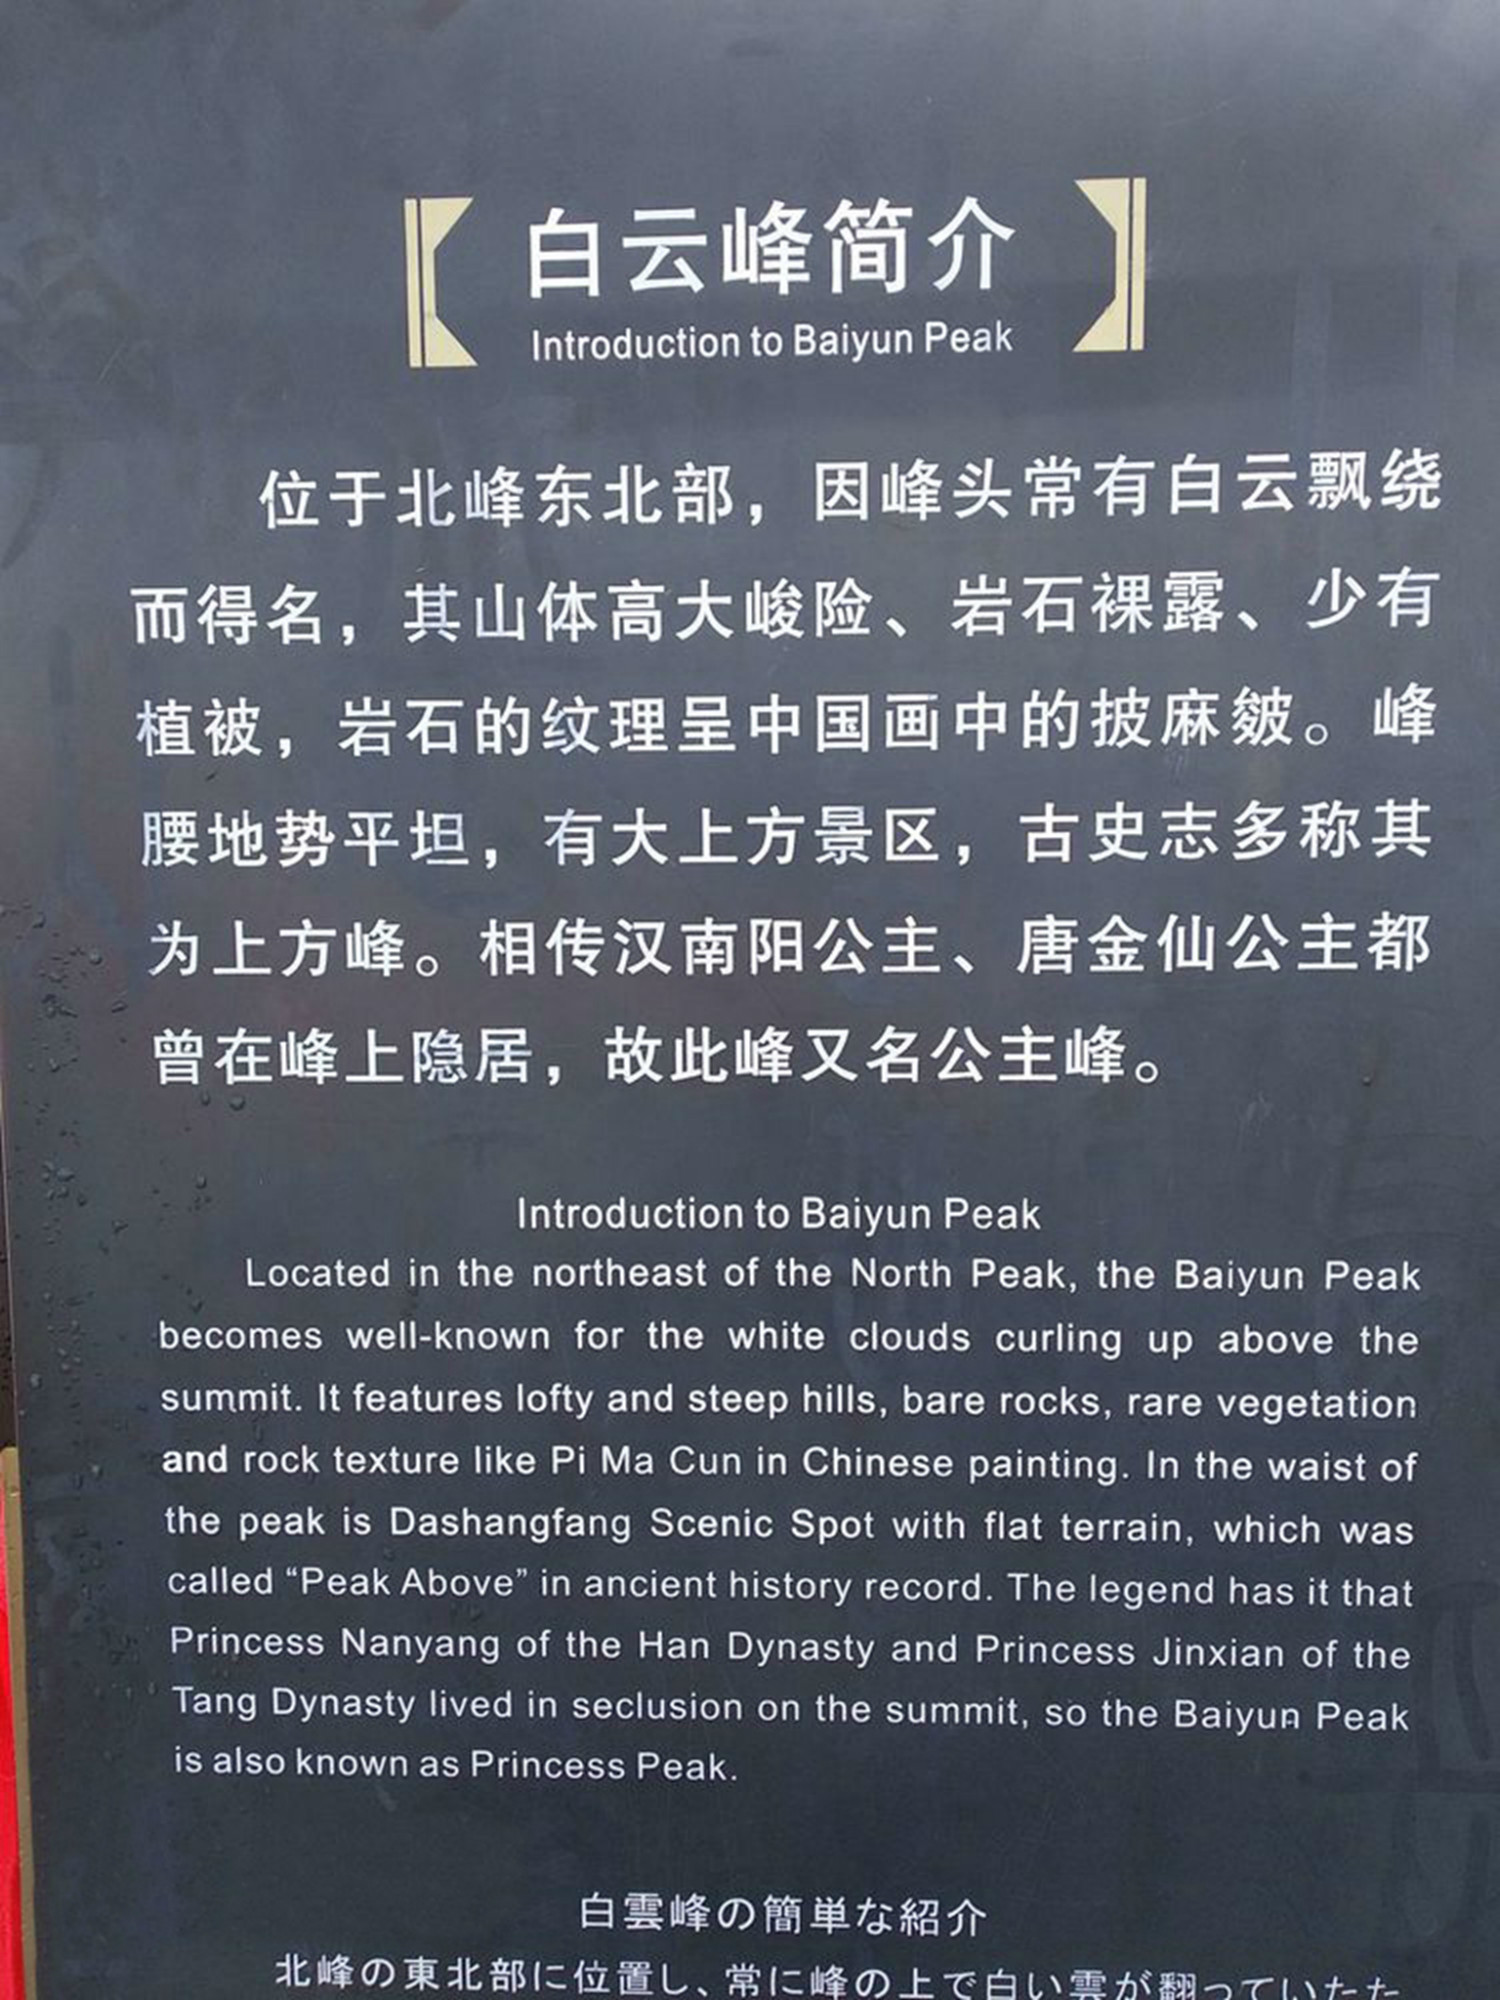 白云峰简介
Introduction to Baiyun Peak
位于北峰东北部，因峰头常有白云飘绕
而得名，其山体高大峻险、岩石裸露、少有
植被，岩石的纹理呈中国画中的披麻皴。峰
腰地势平坦，有大上方景区，古史志多称其
为上方峰。相传汉南阳公主、唐金仙公主都
曾在峰上隐居，故此峰又名公主峰。
Introduction to Baiyun Peak
Located in the northeast of the North Peak, the Baiyun Peak
becomes well-known for the white clouds curling up above the
summit. It features lofty and steep hills, bare rocks, rare vegetation
and rock texture like Pi Ma Cun in Chinese painting. In the waist of
the peak is Dashangfang Scenic Spot with flat terrain, which was
called “Peak Above” in ancient history record. The legend has it that
Princess Nanyang of the Han Dynasty and Princess Jinxian of the
Tang Dynasty lived in seclusion on the summit, so the Baiyun Peak
is also known as Princess Peak.
白雲峰の簡単な紹介
北峰の東北部に位置し、常に峰の上で白い雲が翻っていたた